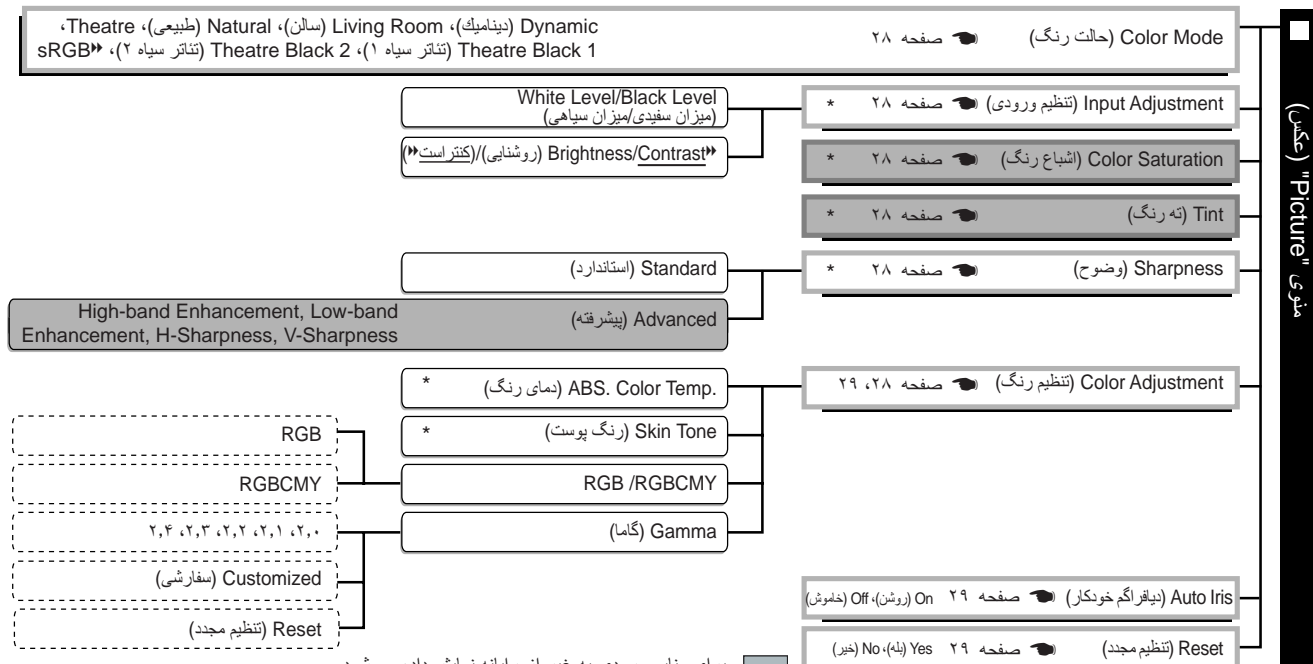 منوی "Picture" (عکس)
Color Mode (حالت رنگ) صفحه ۲۸
Dynamic (دینامیك)، Living Room (سالن)، Natural (طبیعی)، Theatre،
Theatre Black 1 (تئاتر سیاه ۱)، Theatre Black 2 (تئاتر سیاه ۲)، sRGB
Input Adjustment (تنظیم ورودی) صفحه ۲۸ *
White Level/Black Level
(میزان سفیدی/میزان سیاهی)
Brightness/Contrast (روشنایی)/(کنتراست)
Color Saturation (اشباع رنگ) صفحه ۲۸ *
Tint (ته رنگ) صفحه ۲۸ *
Sharpness (وضوح) صفحه ۲۸ *
Standard (استاندارد)
Advanced (پیشرفته)
High-band Enhancement, Low-band
Enhancement, H-Sharpness, V-Sharpness
Color Adjustment (تنظیم رنگ) صفحه ۲۸، ۲۹
ABS. Color Temp. (دمای رنگ) *
Skin Tone (رنگ پوست) *
RGB /RGBCMY
RGB
RGBCMY
Gamma (گاما)
۲,۰، ۲,۱، ۲,۲، ۲,۳، ۲,۴
Customized (سفارشی)
Reset (تنظیم مجدد)
Auto Iris (دیافراگم خودکار) صفحه ۲۹ On (روشن)، Off (خاموش)
Reset (تنظیم مجدد) صفحه ۲۹ Yes (بله)، No (خیر)